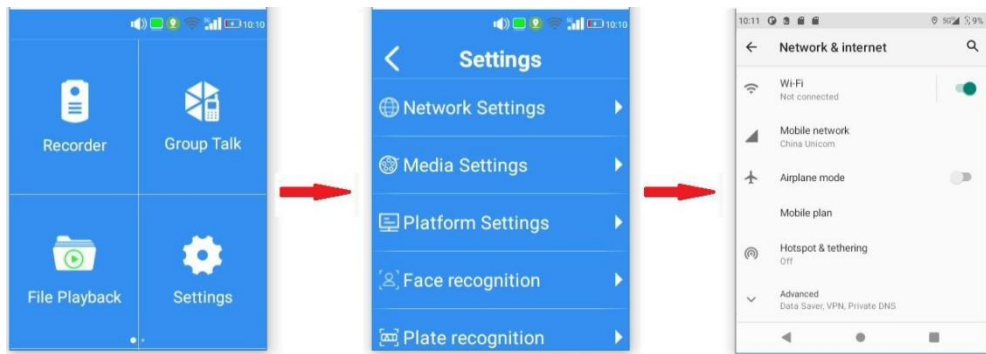 10:10
Recorder
Group Talk
File Playback
Settings
10:10
Settings
Network Settings
Media Settings
Platform Settings
Face recognition
Plate recognition
10:11
5G
9%
Network & internet
Wi-Fi
Not connected
Mobile network
China Unicom
Airplane mode
Mobile plan
Hotspot & tethering
Off
Advanced
Data Saver, VPN, Private DNS